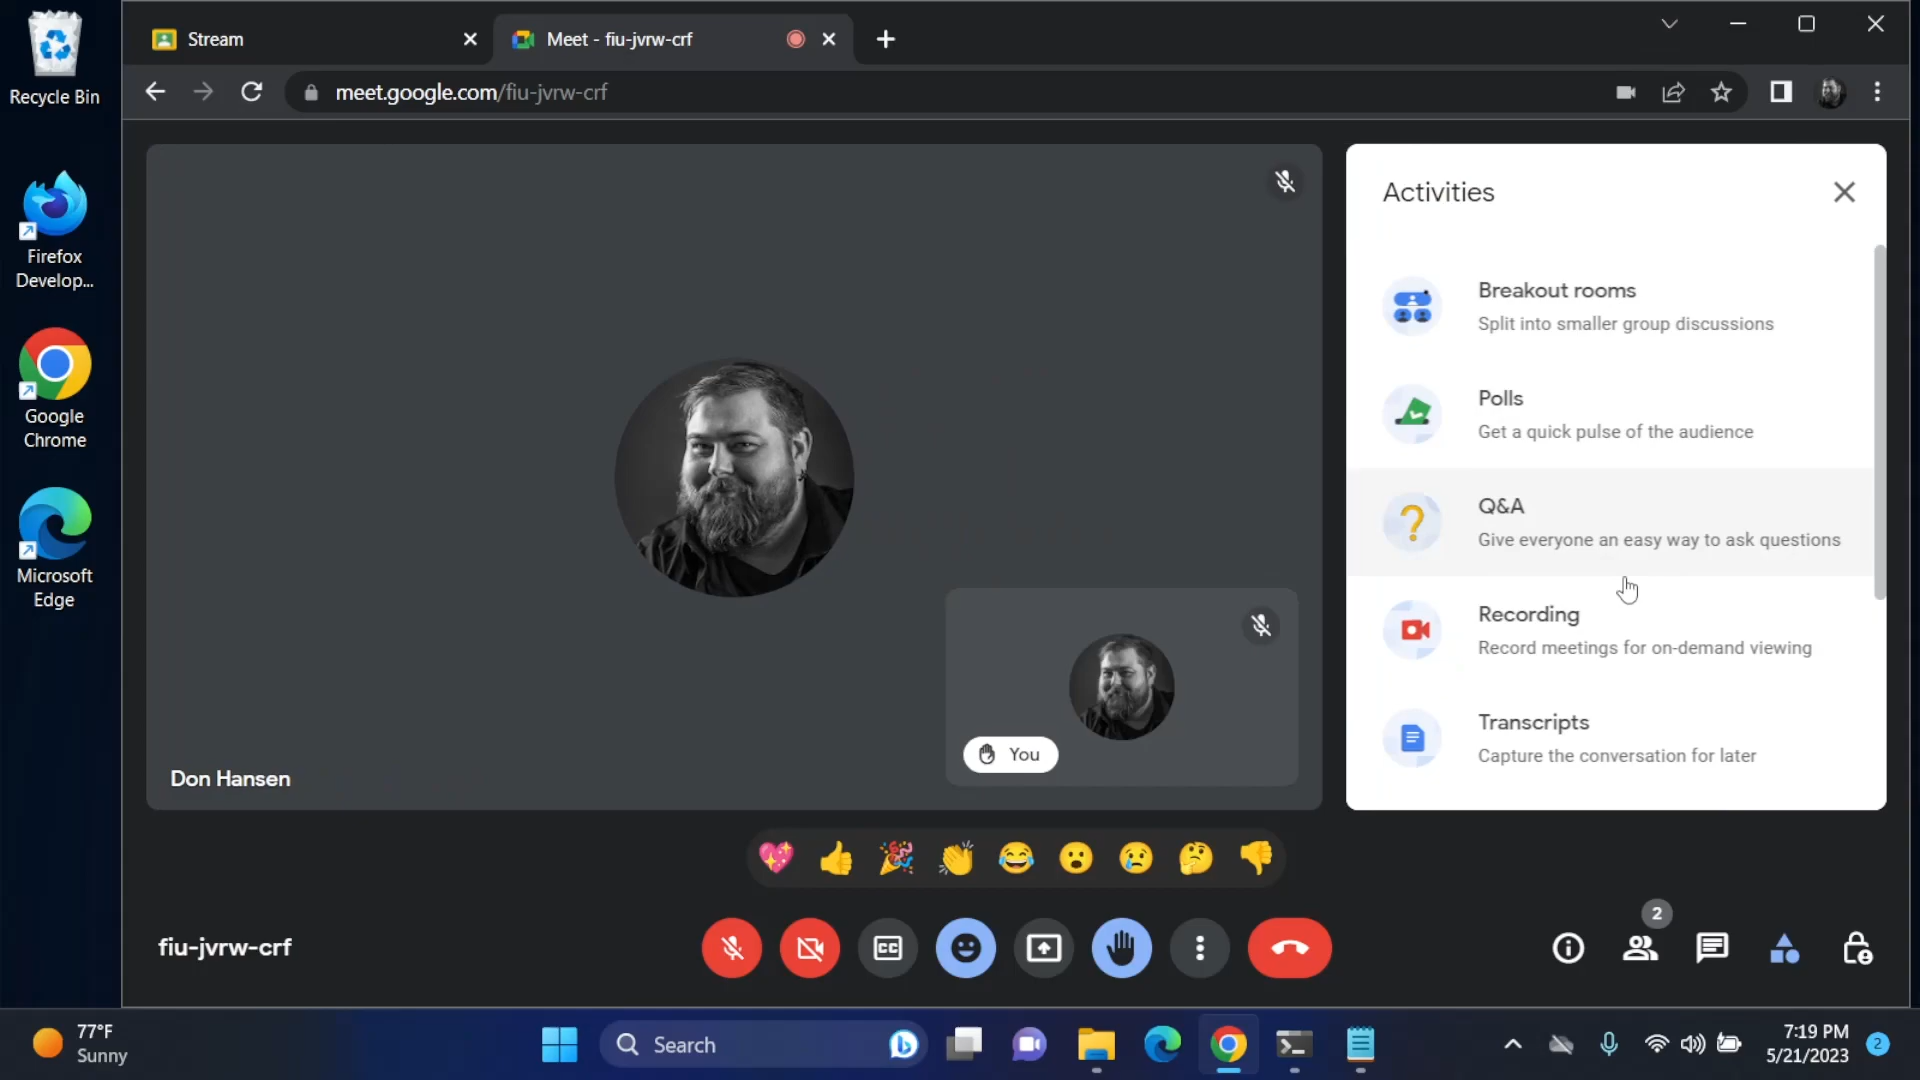 Recycle Bin
Firefox
Develop...
Google
Chrome
Microsoft
Edge
Stream
Meet - fiu-jvrw-crf
meet.google.com/fiu-jvrw-crf
Don Hansen
You
Activities
Breakout rooms
Split into smaller group discussions
Polls
Get a quick pulse of the audience
Q&A
Give everyone an easy way to ask questions
Recording
Record meetings for on-demand viewing
Transcripts
Capture the conversation for later
fiu-jvrw-crf
CC
2
77°F
Sunny
Search
7:19 PM
5/21/2023
2